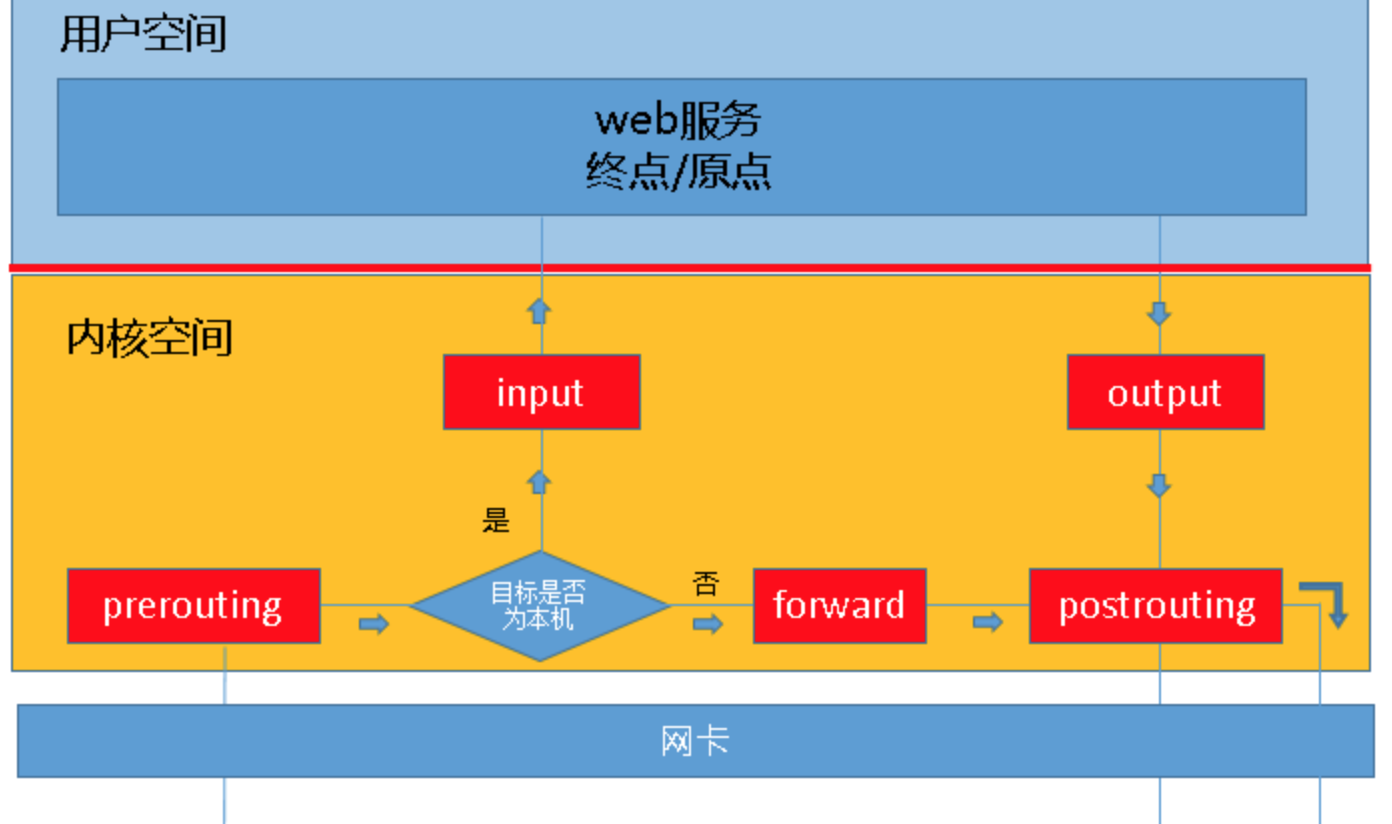 用户空间
web服务
终点/原点
内核空间
input
output
是
prerouting
目标是否
为本机
否
forward
postrouting
网卡